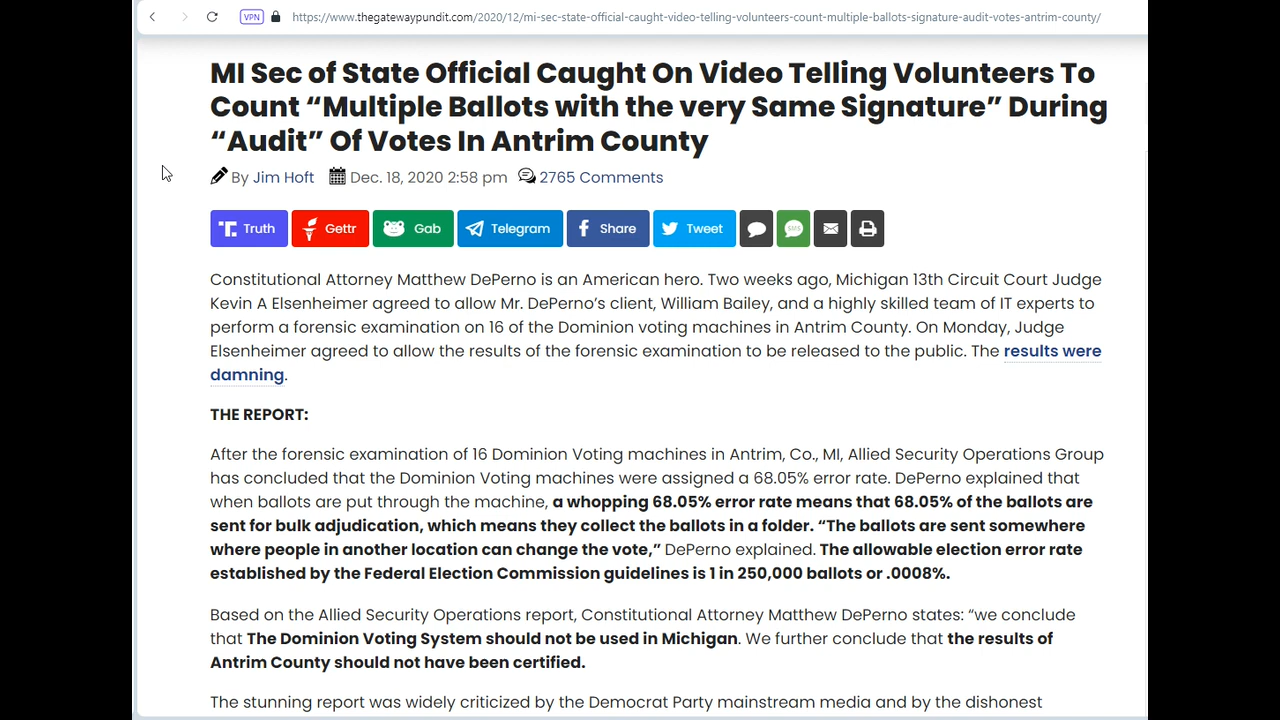 VPN https://www.thegatewaypundit.com/2020/12/mi-sec-state-official-caught-video-telling-volunteers-count-multiple-ballots-signature-audit-votes-antrim-county/
MI Sec of State Official Caught On Video Telling Volunteers To
Count “Multiple Ballots with the very Same Signature” During
“Audit” Of Votes In Antrim County
By Jim Hoft Dec. 18, 2020 2:58 pm 2765 Comments
Truth Gettr Gab Telegram Share Tweet SMS
Constitutional Attorney Matthew DePerno is an American hero. Two weeks ago, Michigan 13th Circuit Court Judge
Kevin A Elsenheimer agreed to allow Mr. DePerno’s client, William Bailey, and a highly skilled team of IT experts to
perform a forensic examination on 16 of the Dominion voting machines in Antrim County. On Monday, Judge
Elsenheimer agreed to allow the results of the forensic examination to be released to the public. The results were
damning.
THE REPORT:
After the forensic examination of 16 Dominion Voting machines in Antrim, Co., MI, Allied Security Operations Group
has concluded that the Dominion Voting machines were assigned a 68.05% error rate. DePerno explained that
when ballots are put through the machine, a whopping 68.05% error rate means that 68.05% of the ballots are
sent for bulk adjudication, which means they collect the ballots in a folder. “The ballots are sent somewhere
where people in another location can change the vote,” DePerno explained. The allowable election error rate
established by the Federal Election Commission guidelines is 1 in 250,000 ballots or .0008%.
Based on the Allied Security Operations report, Constitutional Attorney Matthew DePerno states: “we conclude
that The Dominion Voting System should not be used in Michigan. We further conclude that the results of
Antrim County should not have been certified.
The stunning report was widely criticized by the Democrat Party mainstream media and by the dishonest